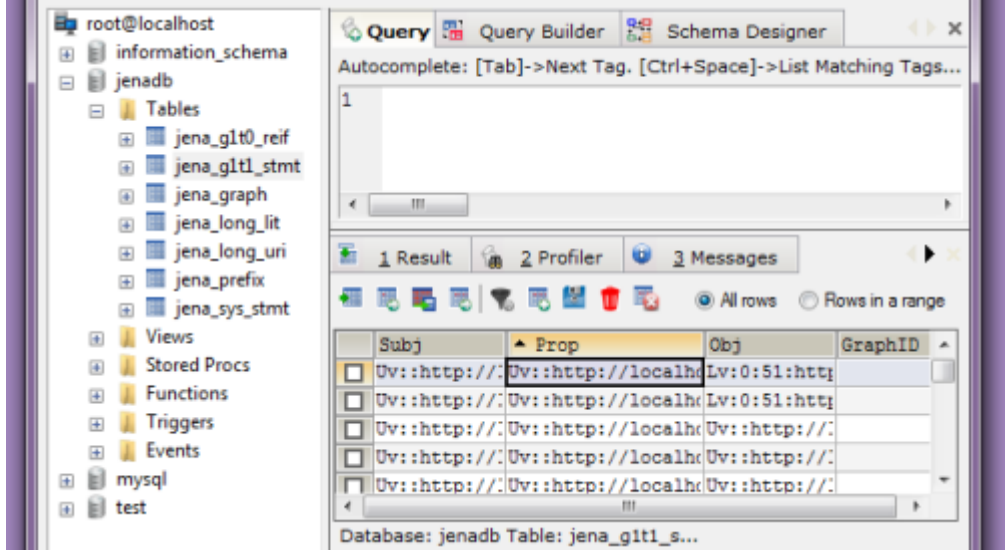 root@localhost
information_schema
jenadb
Tables
jena_g1t0_reif
jena_g1t1_stmt
jena_graph
jena_long_lit
jena_long_uri
jena_prefix
jena_sys_stmt
Views
Stored Procs
Functions
Triggers
Events
mysql
test
Query Query Builder Schema Designer
Autocomplete: [Tab]->Next Tag. [Ctrl+Space]->List Matching Tags...
1
1 Result 2 Profiler 3 Messages
All rows Rows in a range
Subj Prop Obj GraphID
Uv::http:// Uv::http://localho Lv:0:51:http
Uv::http:// Uv::http://localho Lv:0:51:http
Uv::http:// Uv::http://localho Uv::http://
Uv::http:// Uv::http://localho Uv::http://
Uv::http:// Uv::http://localho Uv::http://
Database: jenadb Table: jena_g1t1_s...